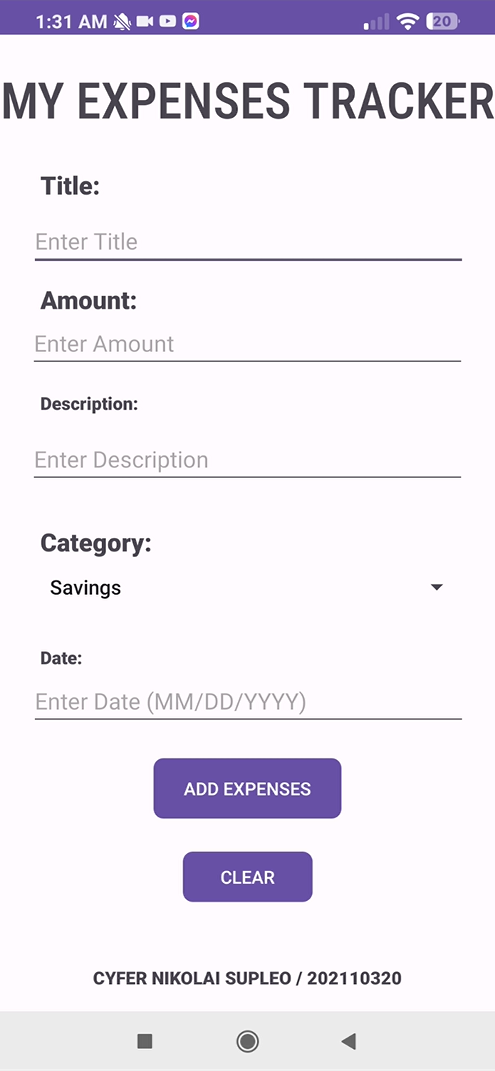 1:31 AM 20
MY EXPENSES TRACKER
Title:
Enter Title
Amount:
Enter Amount
Description:
Enter Description
Category:
Savings
Date:
Enter Date (MM/DD/YYYY)
ADD EXPENSES
CLEAR
CYFER NIKOLAI SUPLEO / 202110320